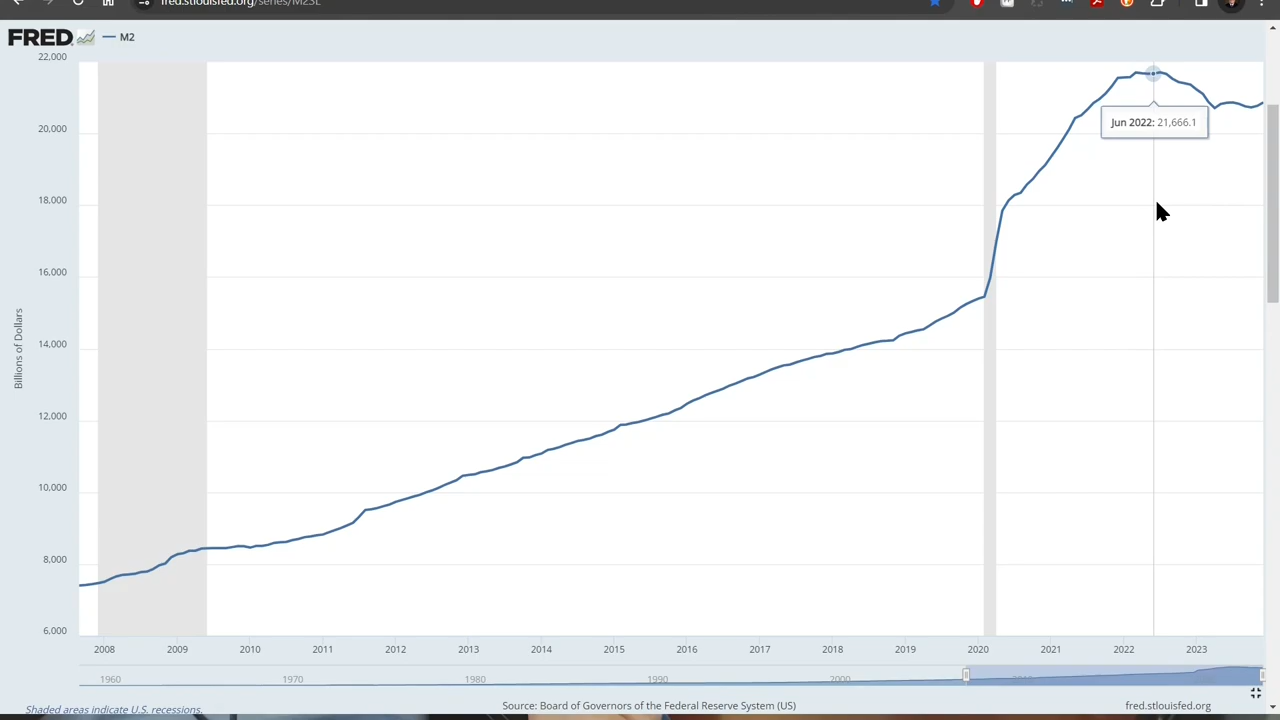 fred.stlouisfed.org/series/M2SL
FRED M2
22,000
20,000
18,000
16,000
14,000
12,000
10,000
8,000
6,000
Billions of Dollars
Jun 2022: 21,666.1
2008 2009 2010 2011 2012 2013 2014 2015 2016 2017 2018 2019 2020 2021 2022 2023
1960 1970 1980 1990 2000 2010
Shaded areas indicate U.S. recessions.
Source: Board of Governors of the Federal Reserve System (US)
fred.stlouisfed.org